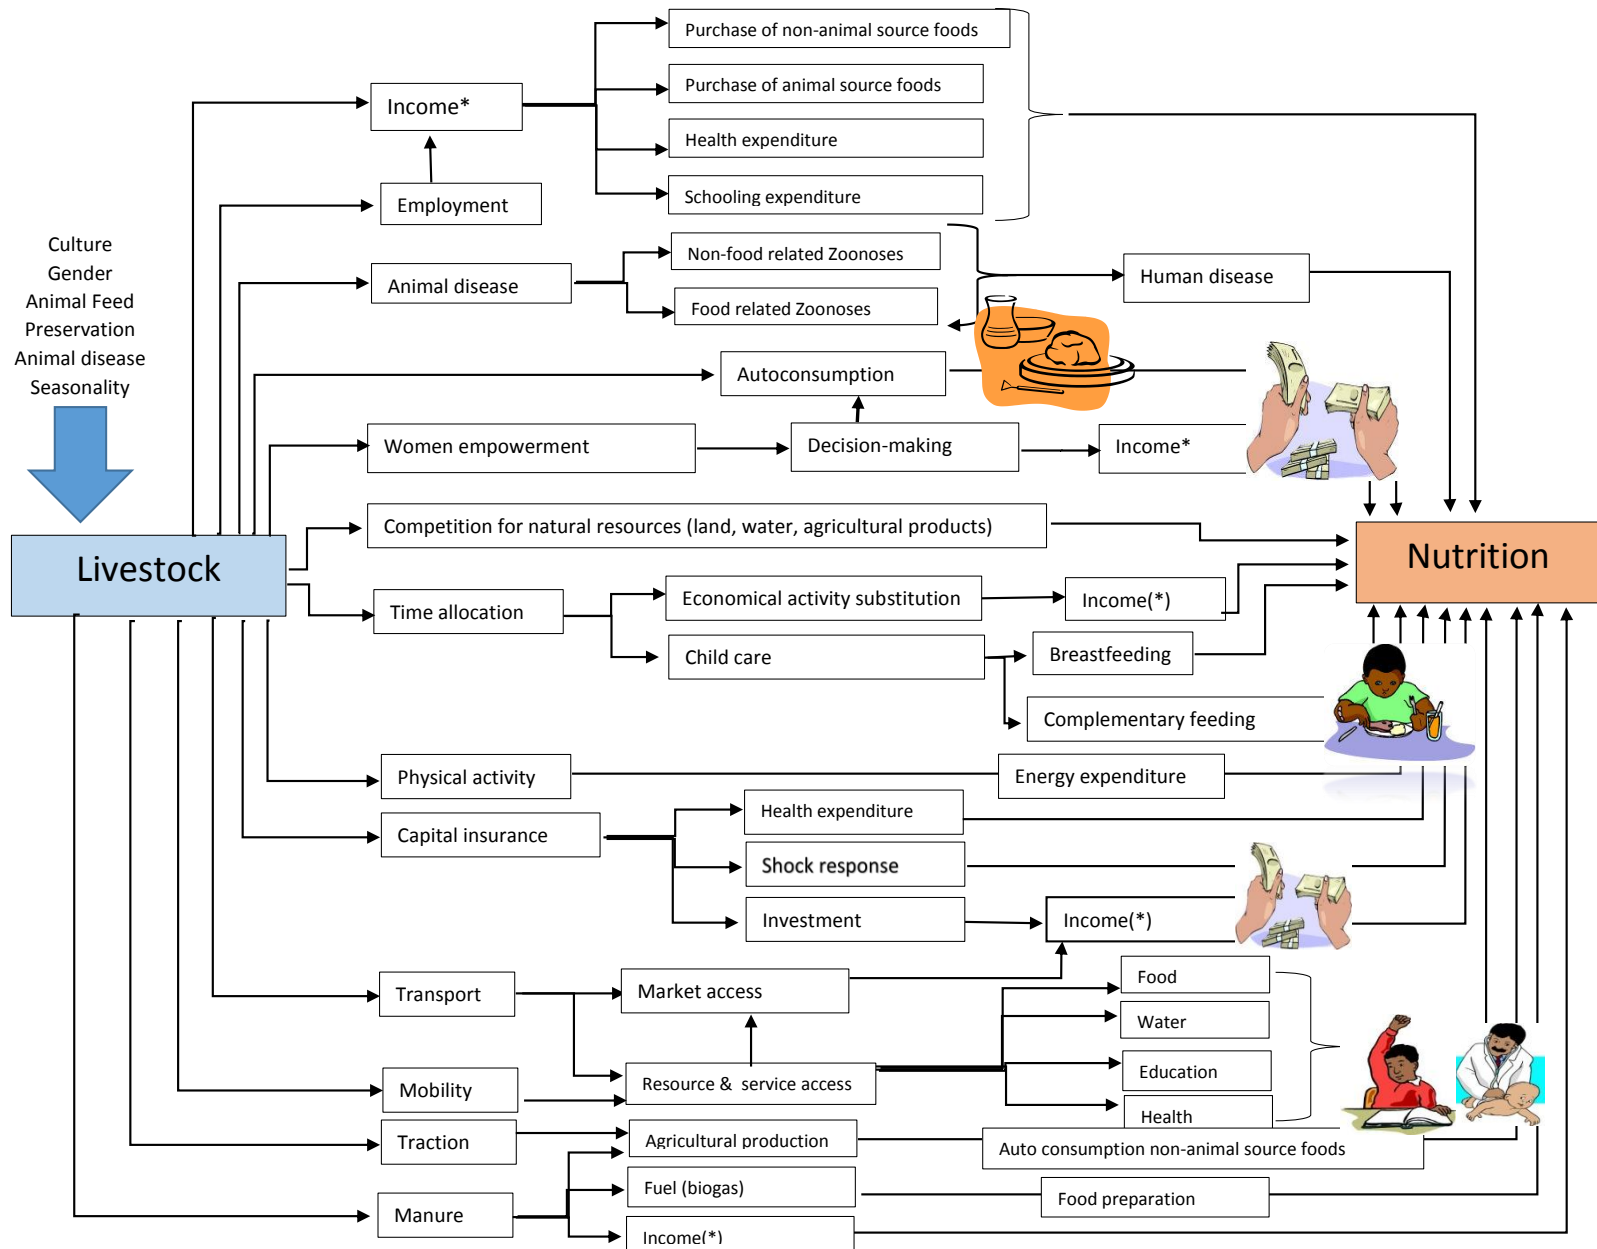 Purchase of non-animal source foods
Purchase of animal source foods
Income*
Health expenditure
Schooling expenditure
Employment
Culture
Gender
Animal Feed
Preservation
Animal disease
Seasonality
Non-food related Zoonoses
Animal disease
Human disease
Food related Zoonoses
Autoconsumption
Women empowerment
Decision-making
Income*
Competition for natural resources (land, water, agricultural products)
Livestock
Nutrition
Time allocation
Economical activity substitution
Income(*)
Child care
Breastfeeding
Complementary feeding
Physical activity
Energy expenditure
Capital insurance
Health expenditure
Shock response
Investment
Income(*)
Transport
Market access
Food
Water
Mobility
Resource & service access
Education
Health
Traction
Agricultural production
Auto consumption non-animal source foods
Manure
Fuel (biogas)
Food preparation
Income(*)